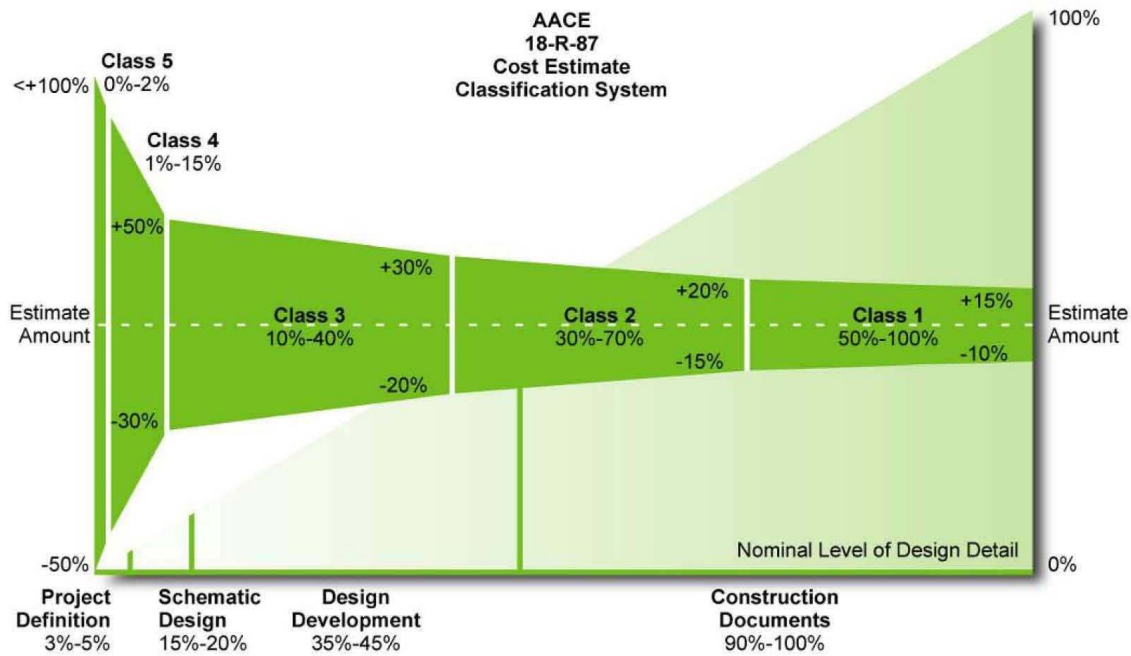 AACE
18-R-87
Cost Estimate
Classification System
100%
Class 5
0%-2%
<+100%
Class 4
1%-15%
+50%
+30%
+20%
+15%
Estimate
Amount
Class 3
10%-40%
Class 2
30%-70%
Class 1
50%-100%
Estimate
Amount
-10%
-15%
-20%
-30%
Nominal Level of Design Detail
-50%
0%
Project
Definition
3%-5%
Schematic
Design
15%-20%
Design
Development
35%-45%
Construction
Documents
90%-100%